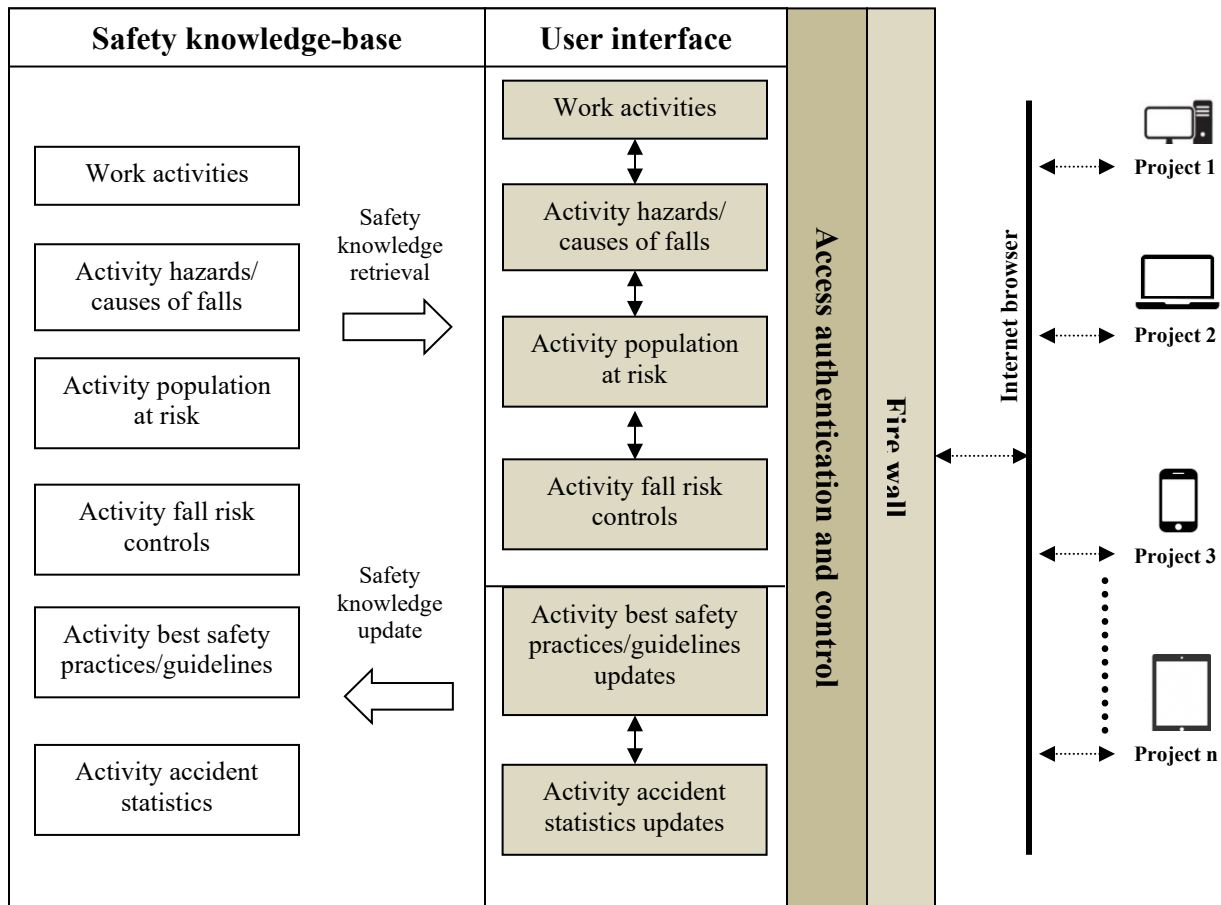 Safety knowledge-base
Work activities
Activity hazards/
causes of falls
Activity population
at risk
Activity fall risk
controls
Activity best safety
practices/guidelines
Activity accident
statistics
Safety
knowledge
retrieval
Safety
knowledge
update
User interface
Work activities
Activity hazards/
causes of falls
Activity population
at risk
Activity fall risk
controls
Activity best safety
practices/guidelines
updates
Activity accident
statistics updates
Access authentication and control
Fire wall
Internet browser
Project 1
Project 2
Project 3
Project n